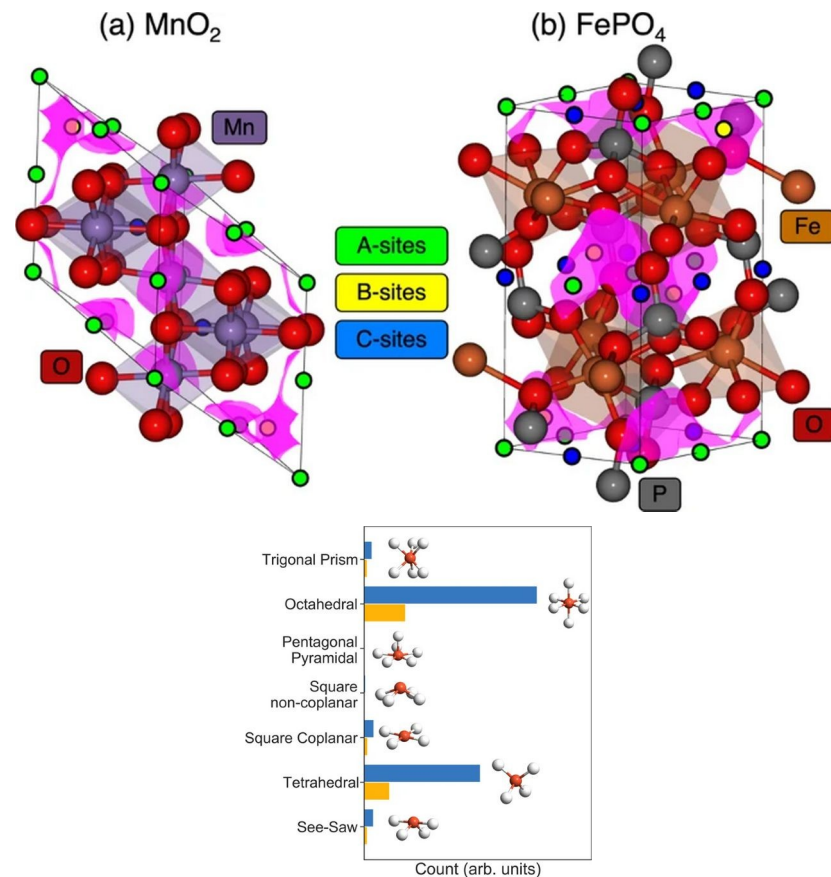 (a) MnO₂
(b) FePO₄
Mn
Fe
A-sites
B-sites
C-sites
O
O
P
Trigonal Prism
Octahedral
Pentagonal
Pyramidal
Square
non-coplanar
Square Coplanar
Tetrahedral
See-Saw
Count (arb. units)